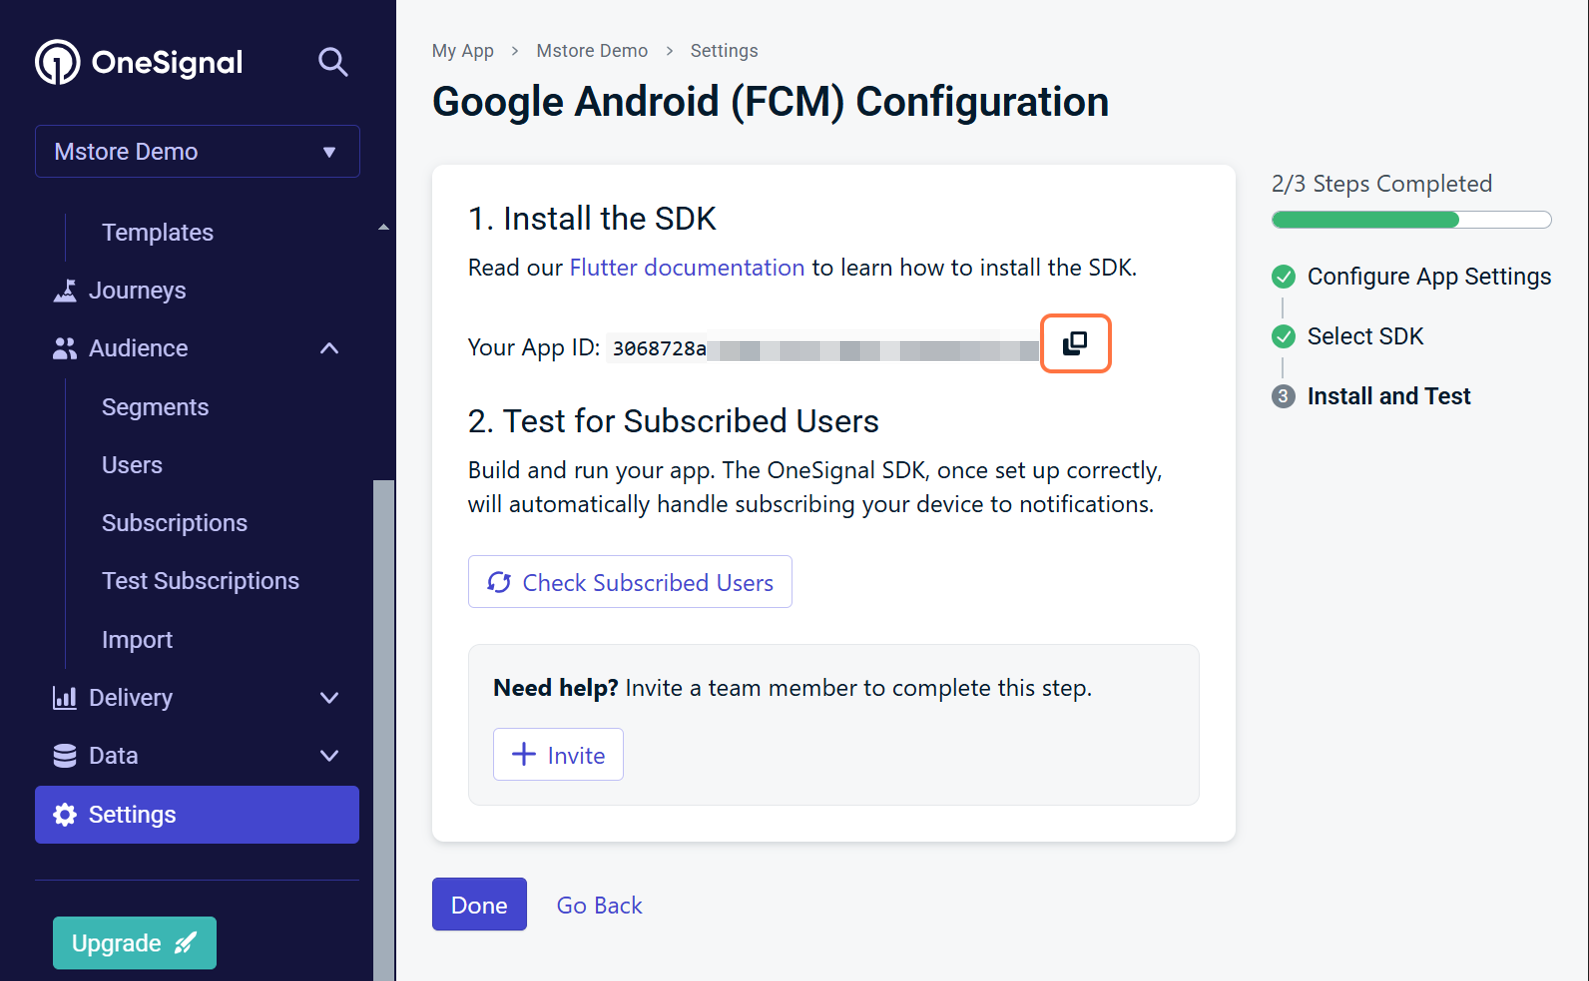 OneSignal
Mstore Demo
Templates
Journeys
Audience
Segments
Users
Subscriptions
Test Subscriptions
Import
Delivery
Data
Settings
Upgrade
My App > Mstore Demo > Settings
Google Android (FCM) Configuration
1. Install the SDK
Read our Flutter documentation to learn how to install the SDK.
Your App ID: 3068728a
2. Test for Subscribed Users
Build and run your app. The OneSignal SDK, once set up correctly,
will automatically handle subscribing your device to notifications.
Check Subscribed Users
Need help? Invite a team member to complete this step.
Invite
Done
Go Back
2/3 Steps Completed
Configure App Settings
Select SDK
3 Install and Test